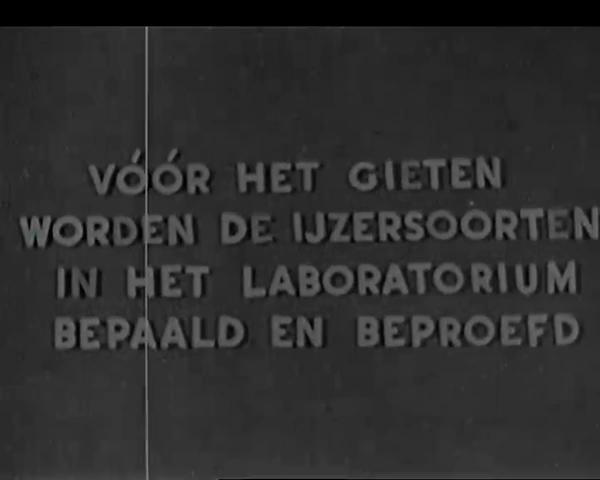 VÓÓR HET GIETEN
WORDEN DE IJZERSOORTEN
IN HET LABORATORIUM
BEPAALD EN BEPROEFD